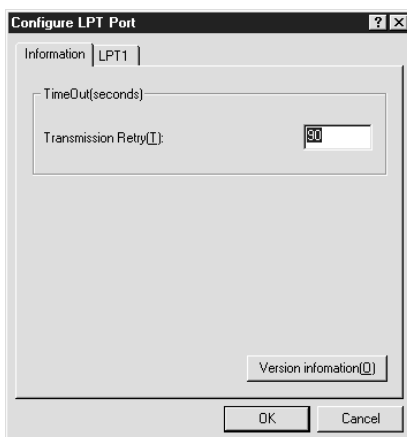 Configure LPT Port
Information LPT1
TimeOut(seconds)
Transmission Retry(T): 90
Version infomation(O)
OK Cancel